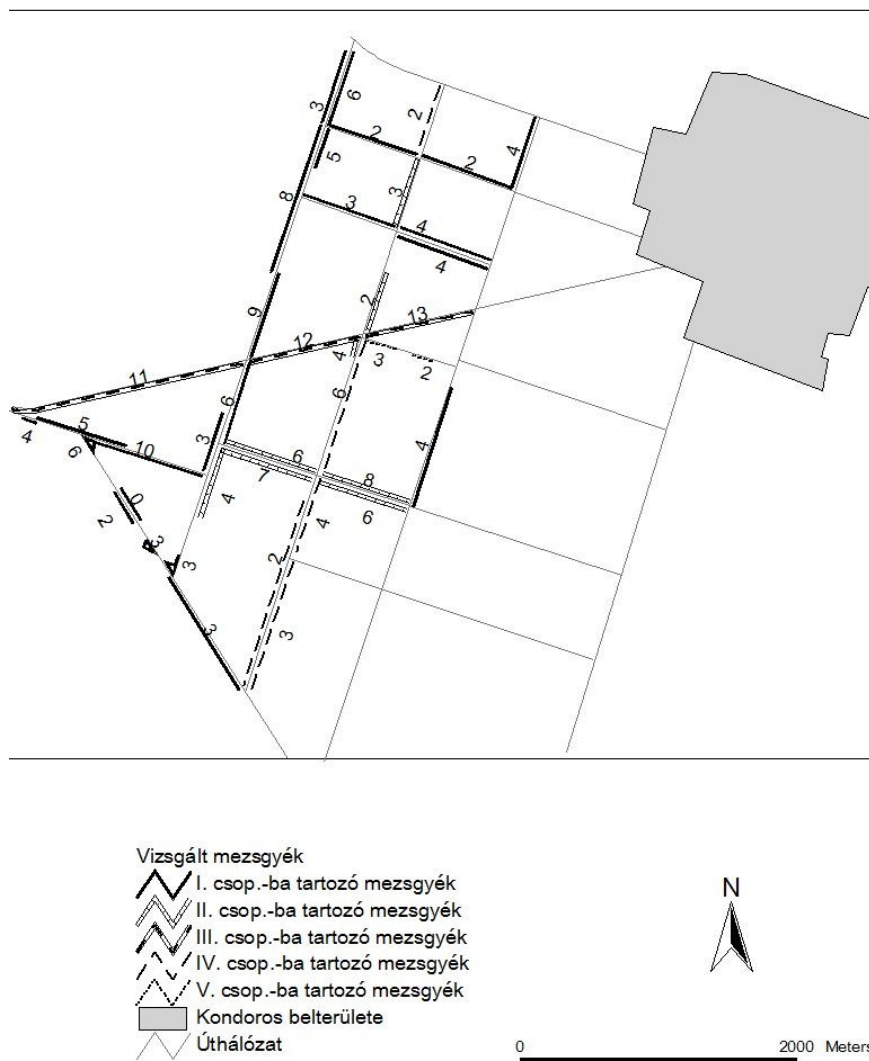 3 6 2
2 2 4
5
8 3 3 4
4
9 2
13
12
4 3 2
11
6 6
5 3 4
4 10
6 6
7 8
4 6
0
2 4
3 3
2
3 3
Vizsgált mezsgyék
I. csop.-ba tartozó mezsgyék
II. csop.-ba tartozó mezsgyék
III. csop.-ba tartozó mezsgyék
IV. csop.-ba tartozó mezsgyék
V. csop.-ba tartozó mezsgyék
Kondoros belterülete
Úthálózat
N
0 2000 Meters